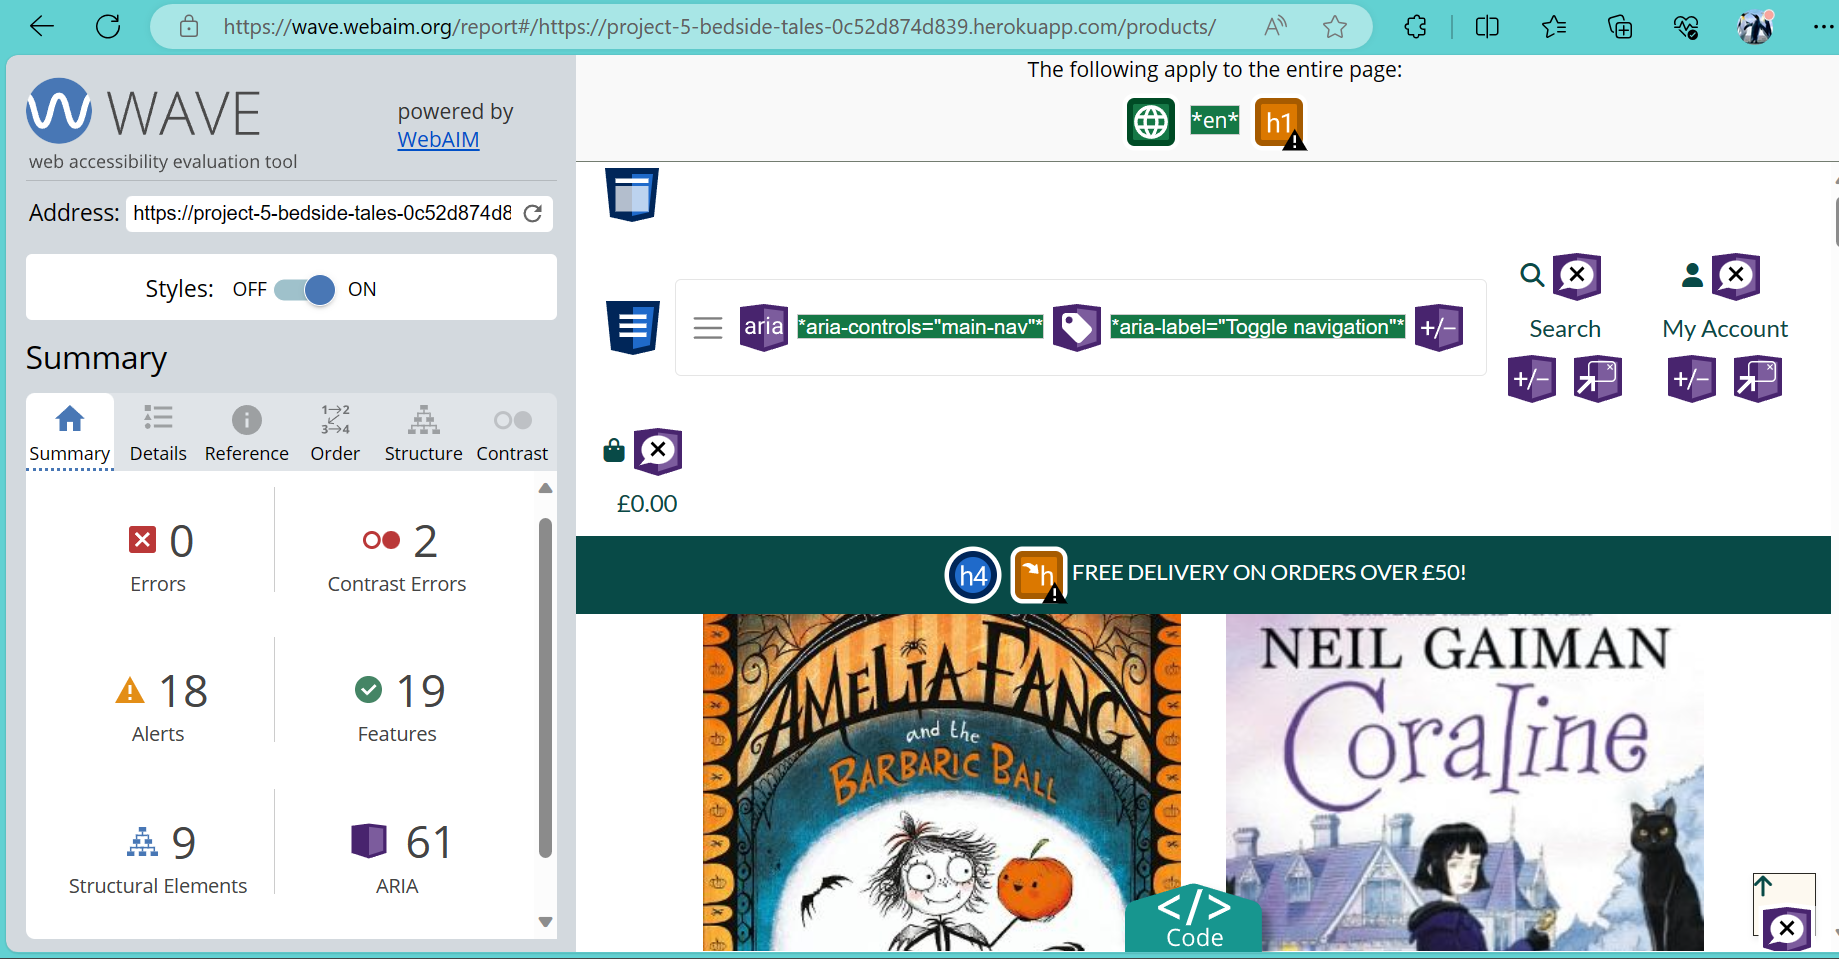 https://wave.webaim.org/report#/https://project-5-bedside-tales-0c52d874d839.herokuapp.com/products/
WAVE
web accessibility evaluation tool
powered by
WebAIM
Address: https://project-5-bedside-tales-0c52d874d8
Styles: OFF ON
Summary
Summary
Details
Reference
1→2
3→4
Order
Structure
Contrast
0
Errors
2
Contrast Errors
18
Alerts
19
Features
9
Structural Elements
61
ARIA
The following apply to the entire page:
*en* h1
aria *aria-controls="main-nav"* *aria-label="Toggle navigation"* +/−
Search
+/−
My Account
+/−
£0.00
h4 h FREE DELIVERY ON ORDERS OVER £50!
AMELIA FANG
and the
BARBARIC BALL
NEIL GAIMAN
Coraline
</>
Code